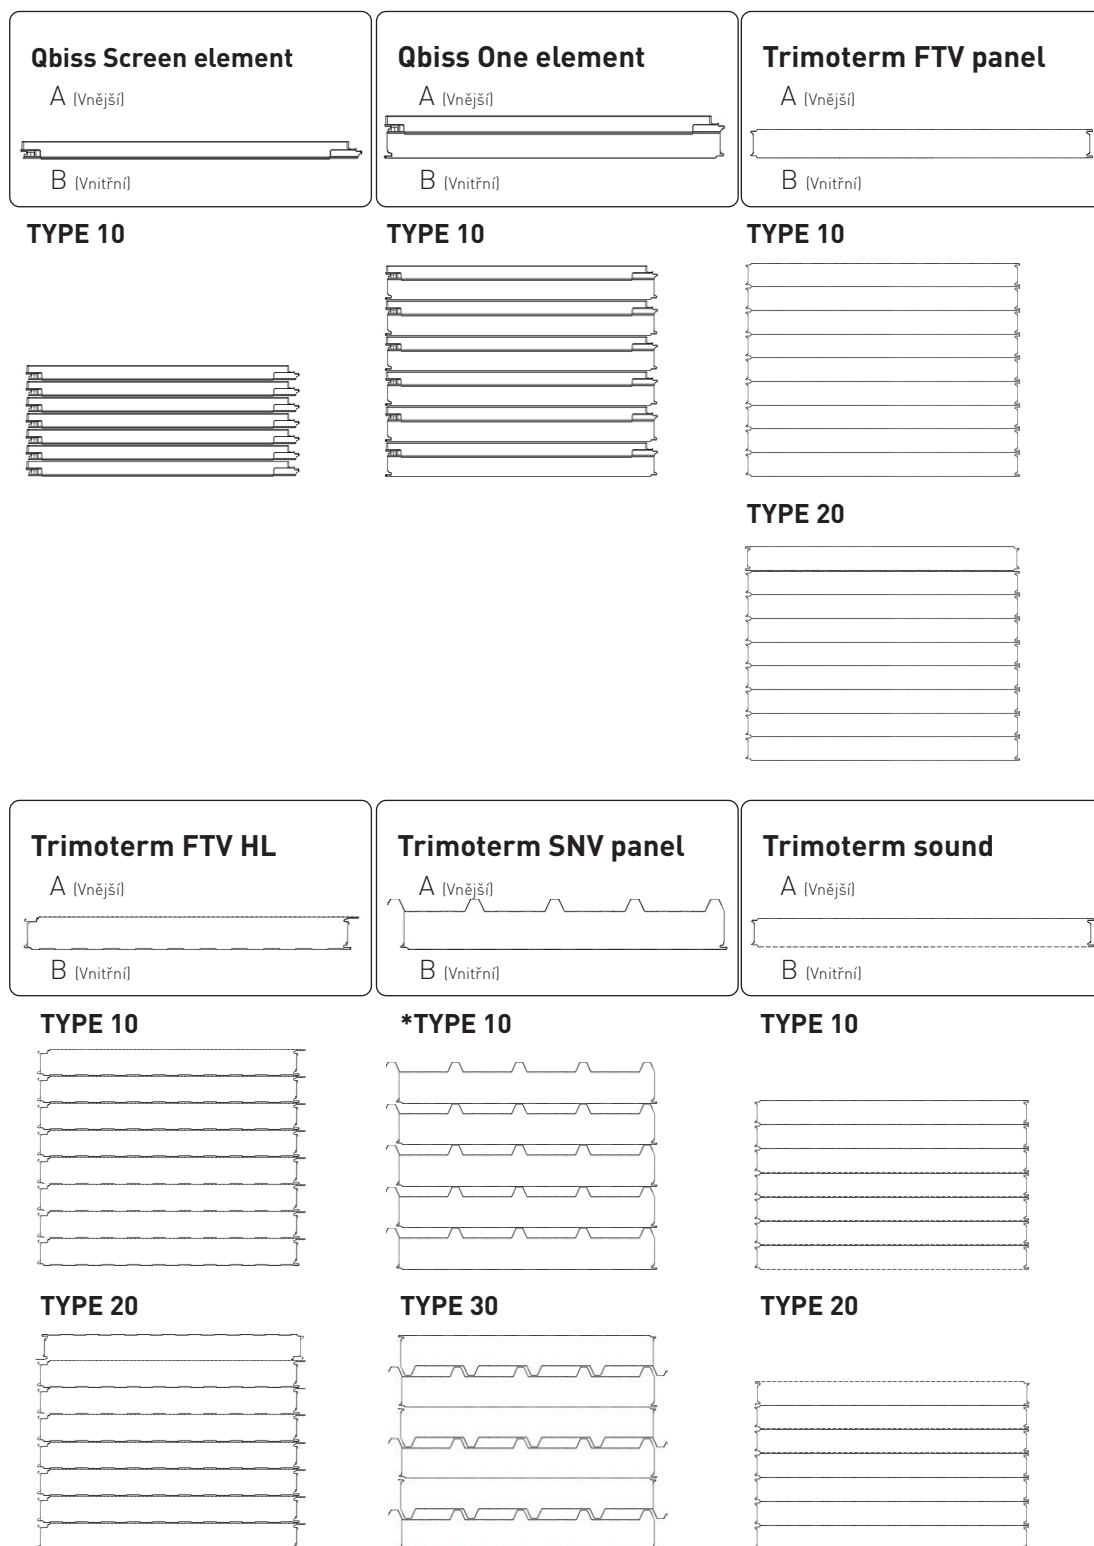 Qbiss Screen element
A (Vnější)
B (Vnitřní)
TYPE 10
Qbiss One element
A (Vnější)
B (Vnitřní)
TYPE 10
Trimoterm FTV panel
A (Vnější)
B (Vnitřní)
TYPE 10
TYPE 20
Trimoterm FTV HL
A (Vnější)
B (Vnitřní)
TYPE 10
TYPE 20
Trimoterm SNV panel
A (Vnější)
B (Vnitřní)
*TYPE 10
TYPE 30
Trimoterm sound
A (Vnější)
B (Vnitřní)
TYPE 10
TYPE 20